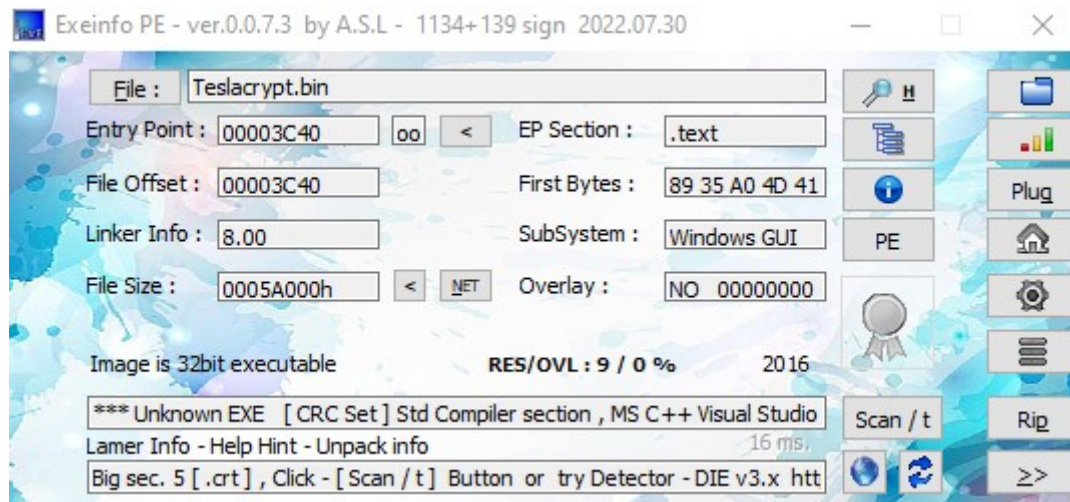 Exeinfo PE - ver.0.0.7.3 by A.S.L - 1134+139 sign 2022.07.30
File : Teslacrypt.bin H
Entry Point : 00003C40 oo < EP Section : .text
File Offset : 00003C40 First Bytes : 89 35 A0 4D 41 Plug
Linker Info : 8.00 SubSystem : Windows GUI PE
File Size : 0005A000h < NET Overlay : NO 00000000
Image is 32bit executable RES/OVL : 9 / 0 % 2016
*** Unknown EXE [ CRC Set ] Std Compiler section , MS C++ Visual Studio Scan / t Rip
Lamer Info - Help Hint - Unpack info 16 ms.
Big sec. 5 [ .crt ] , Click - [ Scan / t ] Button or try Detector - DIE v3.x htt >>